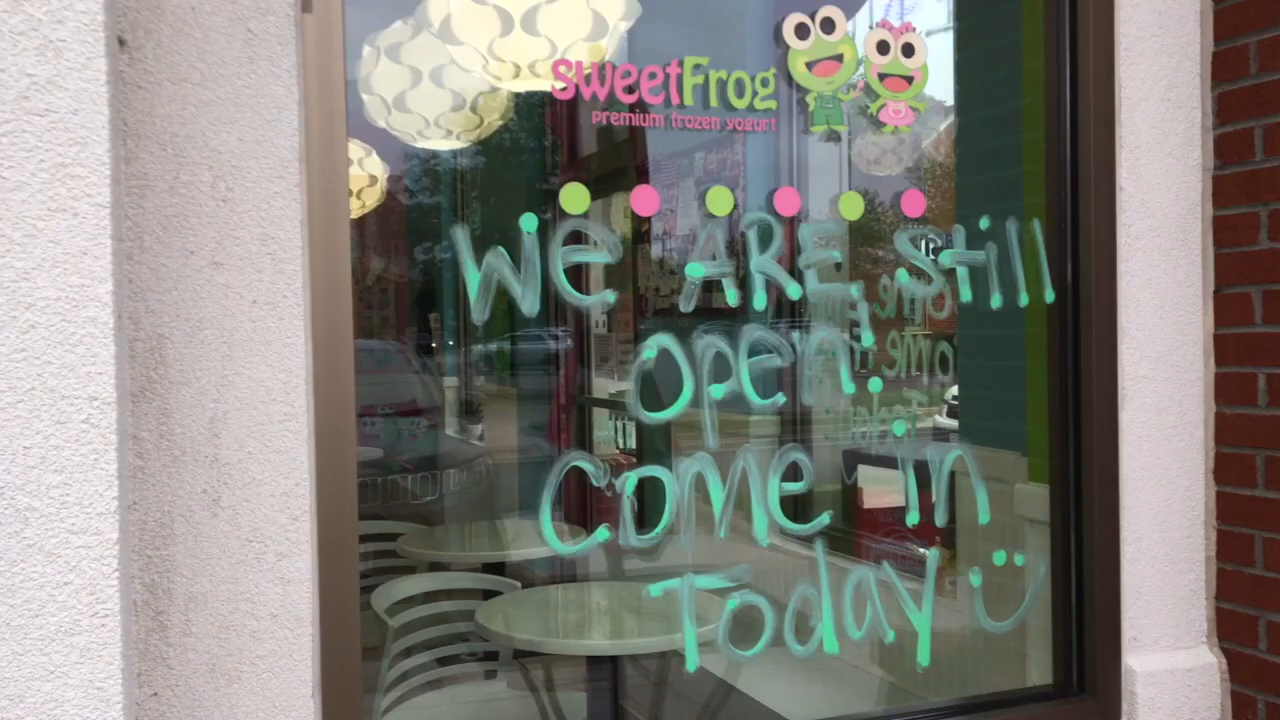 sweetFrog
premium frozen yogurt
We ARE Still
open!
Come in
Today